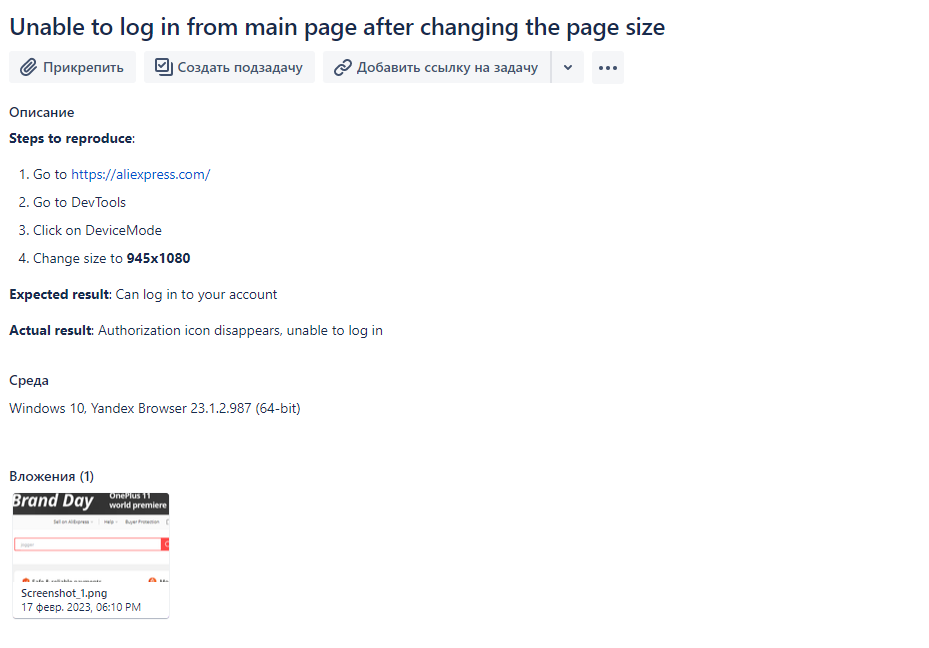 Unable to log in from main page after changing the page size
Прикрепить
Создать подзадачу
Добавить ссылку на задачу
Описание
Steps to reproduce:
1. Go to https://aliexpress.com/
2. Go to DevTools
3. Click on DeviceMode
4. Change size to 945x1080
Expected result: Can log in to your account
Actual result: Authorization icon disappears, unable to log in
Среда
Windows 10, Yandex Browser 23.1.2.987 (64-bit)
Вложения (1)
Brand Day
OnePlus 11
world premiere
Sell on AliExpress
Help
Buyer Protection
Safe & reliable payments
Screenshot_1.png
17 февр. 2023, 06:10 PM